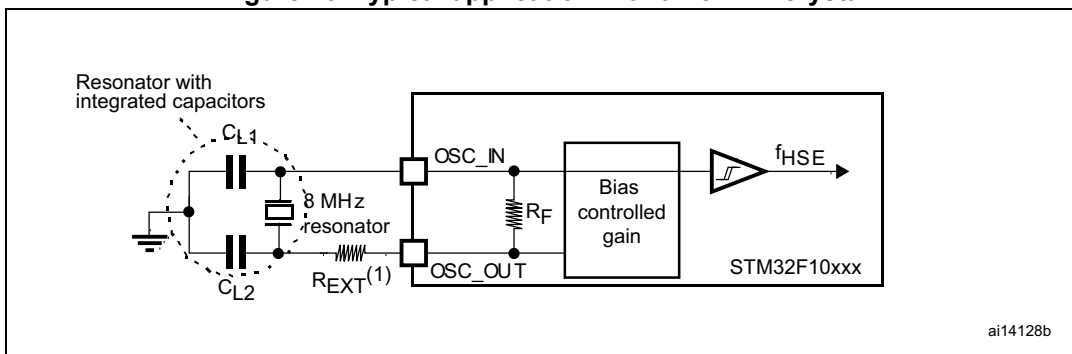 Resonator with
integrated capacitors
CL1
OSC_IN
fHSE
8 MHz
resonator
RF
Bias
controlled
gain
OSC_OUT
STM32F10xxx
REXT(1)
CL2
ai14128b